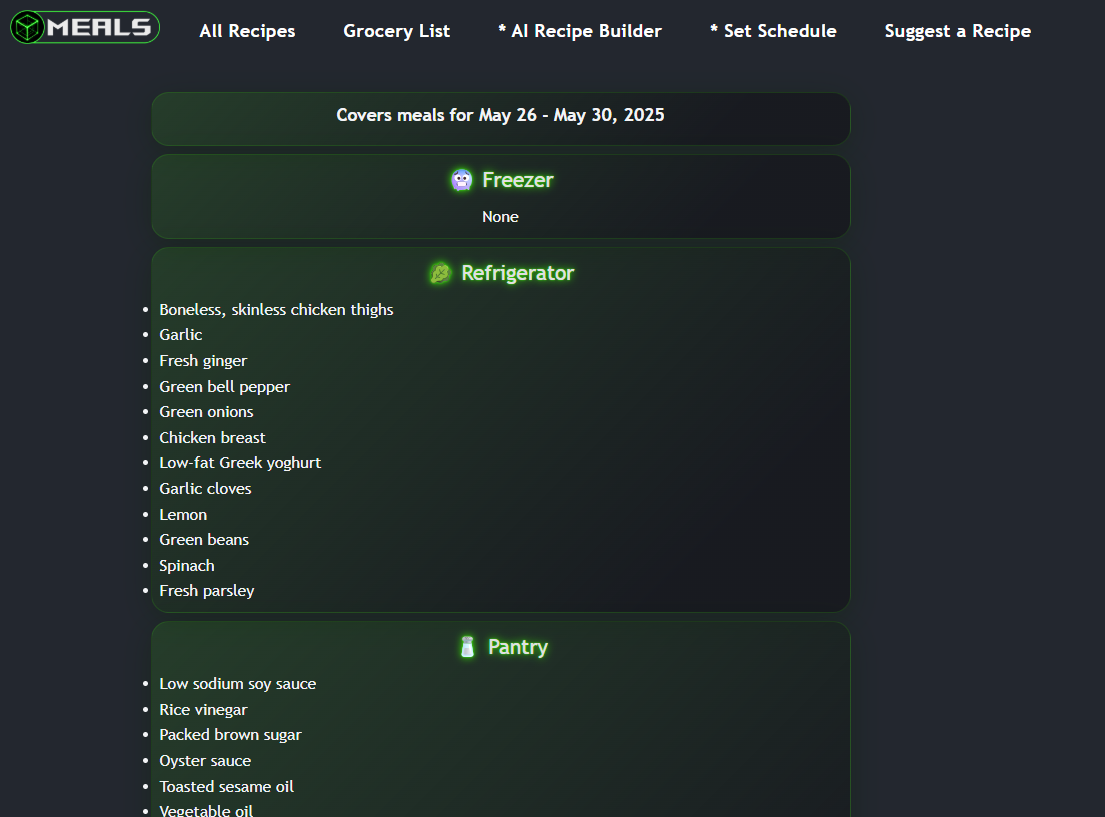 MEALS
All Recipes
Grocery List
* AI Recipe Builder
* Set Schedule
Suggest a Recipe
Covers meals for May 26 - May 30, 2025
Freezer
None
Refrigerator
Boneless, skinless chicken thighs
Garlic
Fresh ginger
Green bell pepper
Green onions
Chicken breast
Low-fat Greek yoghurt
Garlic cloves
Lemon
Green beans
Spinach
Fresh parsley
Pantry
Low sodium soy sauce
Rice vinegar
Packed brown sugar
Oyster sauce
Toasted sesame oil
Vegetable oil